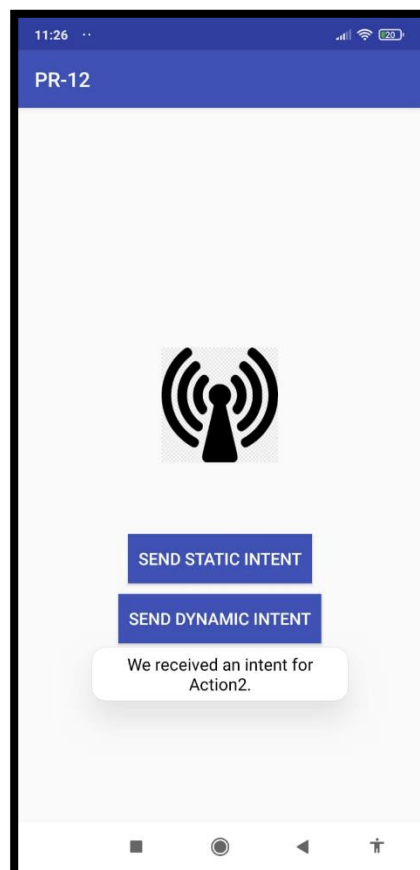 11:26
20
PR-12
SEND STATIC INTENT
SEND DYNAMIC INTENT
We received an intent for
Action2.